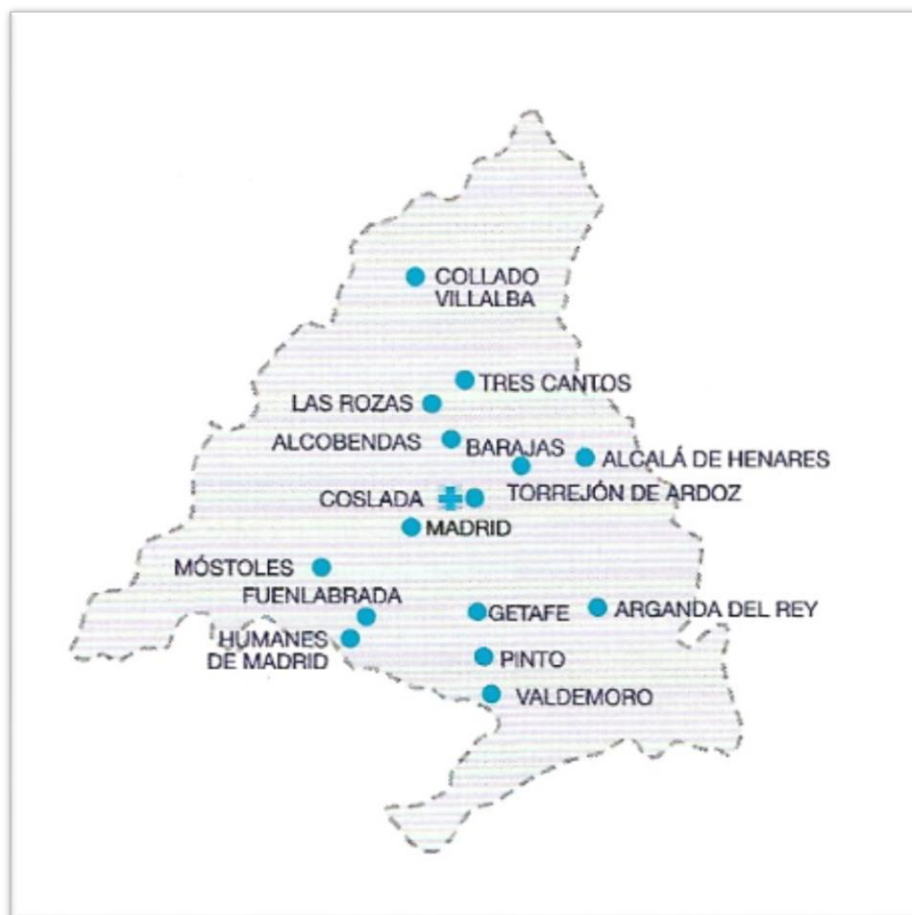 COLLADO
VILLALBA
TRES CANTOS
LAS ROZAS
ALCOBENDAS
BARAJAS
ALCALÁ DE HENARES
COSLADA
TORREJÓN DE ARDOZ
MADRID
MÓSTOLES
FUENLABRADA
GETAFE
ARGANDA DEL REY
HUMANES
DE MADRID
PINTO
VALDEMORO